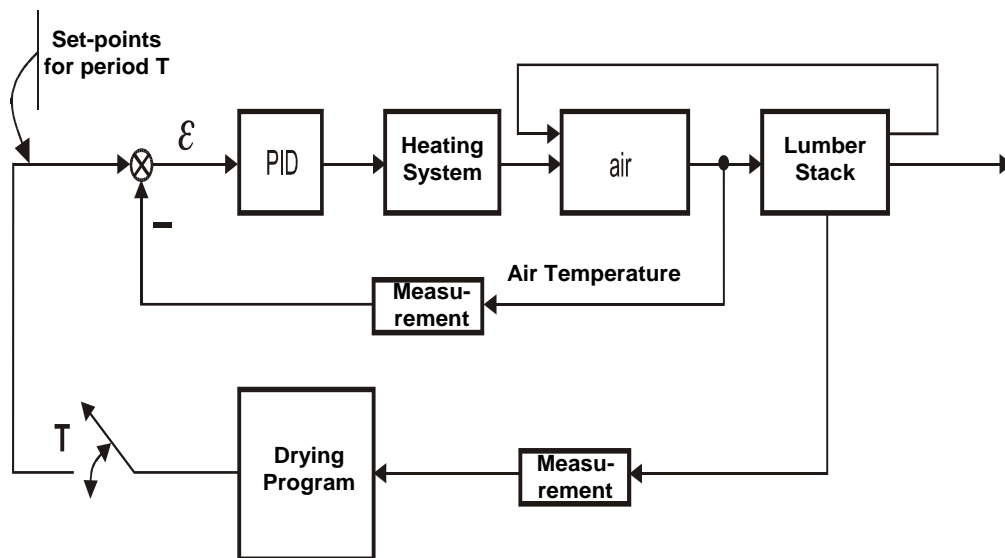 Set-points
for period T
ε
PID
Heating
System
air
Lumber
Stack
−
Air Temperature
Measu-
rement
T
Drying
Program
Measu-
rement